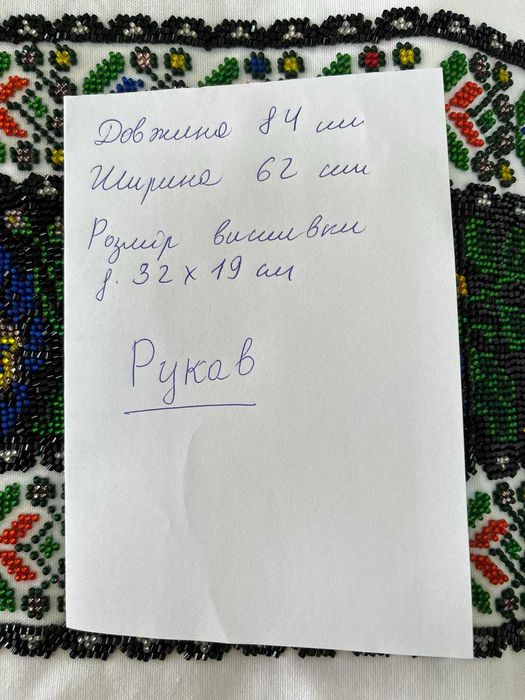 Довжина 84 см
Ширина 62 см
Розмір вишивки
д. 32 х 19 см
Рукав